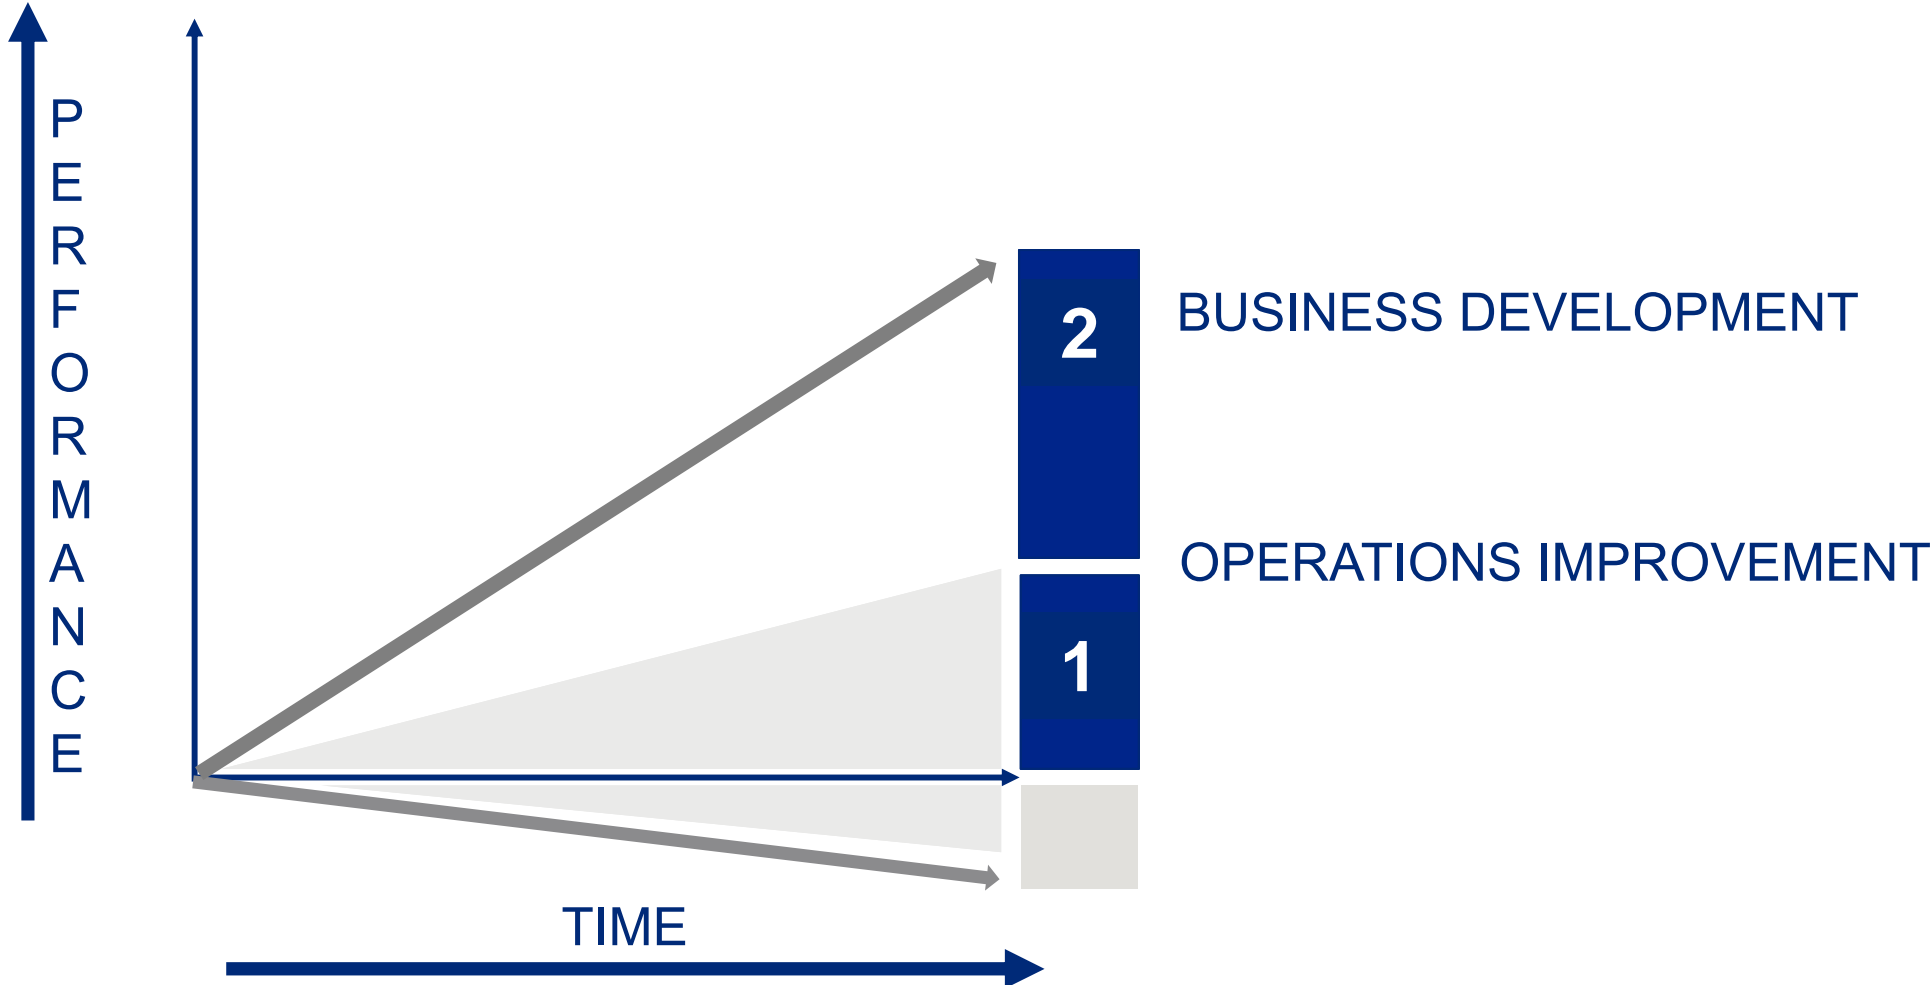 PERFORMANCE
2
BUSINESS DEVELOPMENT
OPERATIONS IMPROVEMENT
1
TIME